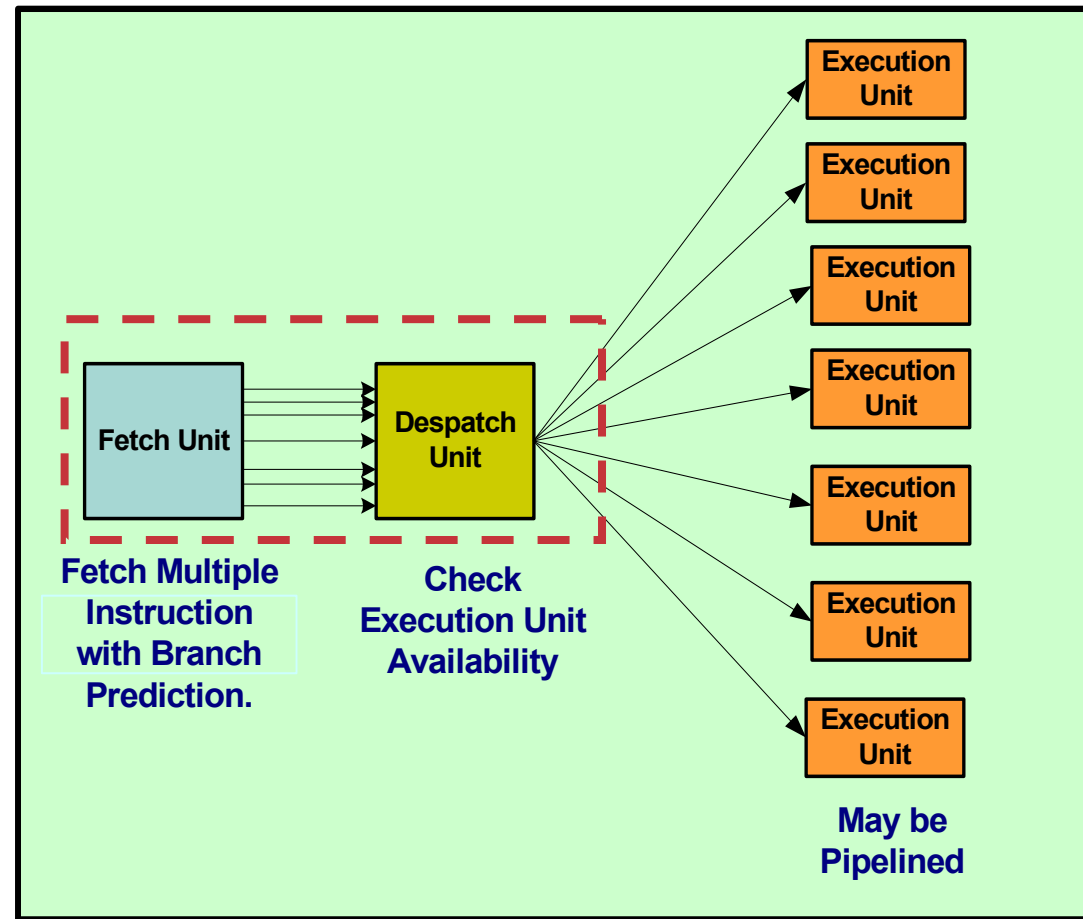 Execution
Unit
Execution
Unit
Execution
Unit
Execution
Unit
Execution
Unit
Execution
Unit
Execution
Unit
Fetch Unit
Despatch
Unit
Fetch Multiple
Instruction
with Branch
Prediction.
Check
Execution Unit
Availability
May be
Pipelined